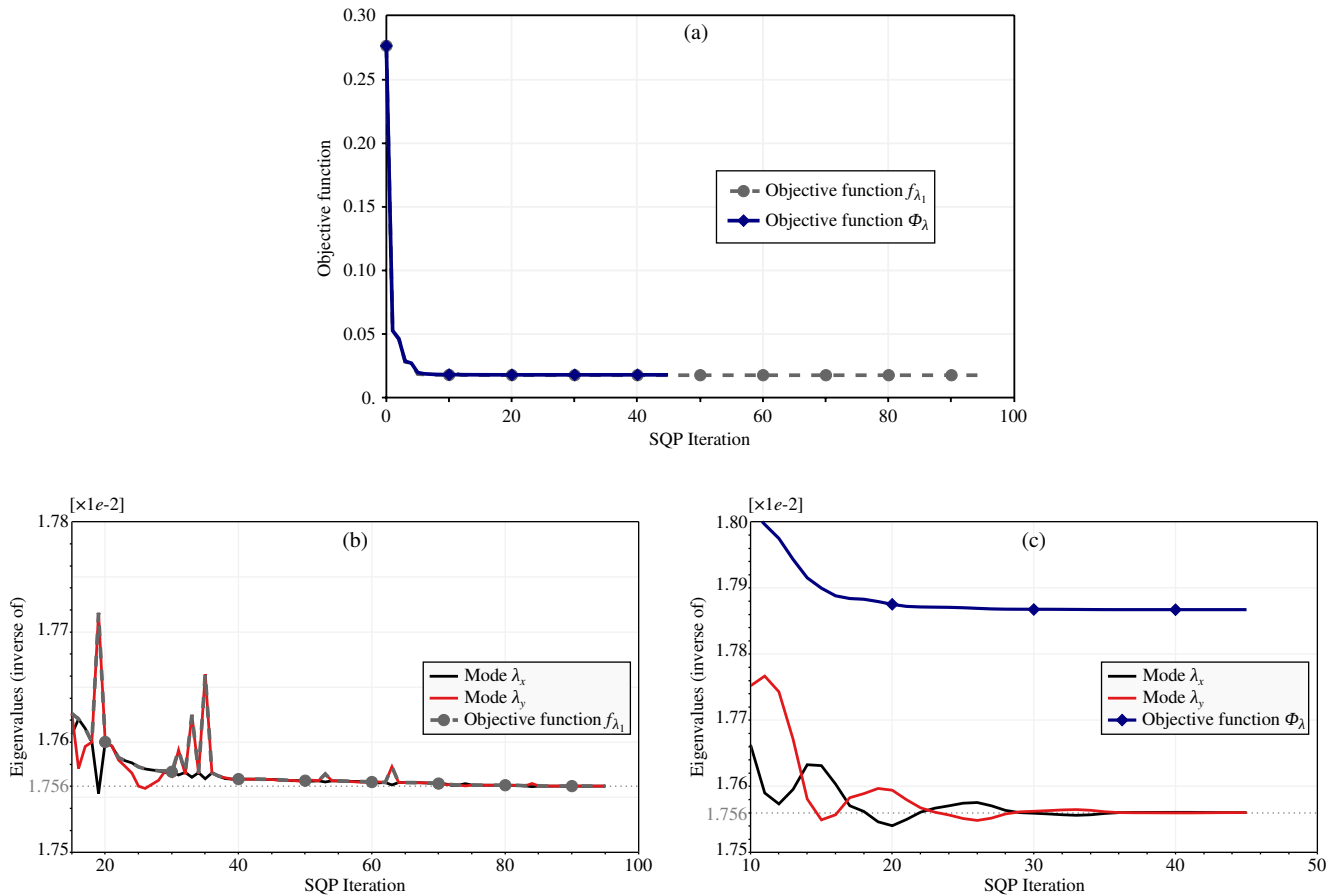 (a)
0.30
0.25
0.20
0.15
0.10
0.05
0.
Objective function
Objective function f_λ₁
Objective function Φ_λ
0 20 40 60 80 100
SQP Iteration
[×1e-2]
(b)
1.78
1.77
1.76
1.756
1.75
Eigenvalues (inverse of)
Mode λ_x
Mode λ_y
Objective function f_λ₁
20 40 60 80 100
SQP Iteration
[×1e-2]
(c)
1.80
1.79
1.78
1.77
1.76
1.756
1.75
Eigenvalues (inverse of)
Mode λ_x
Mode λ_y
Objective function Φ_λ
10 20 30 40 50
SQP Iteration